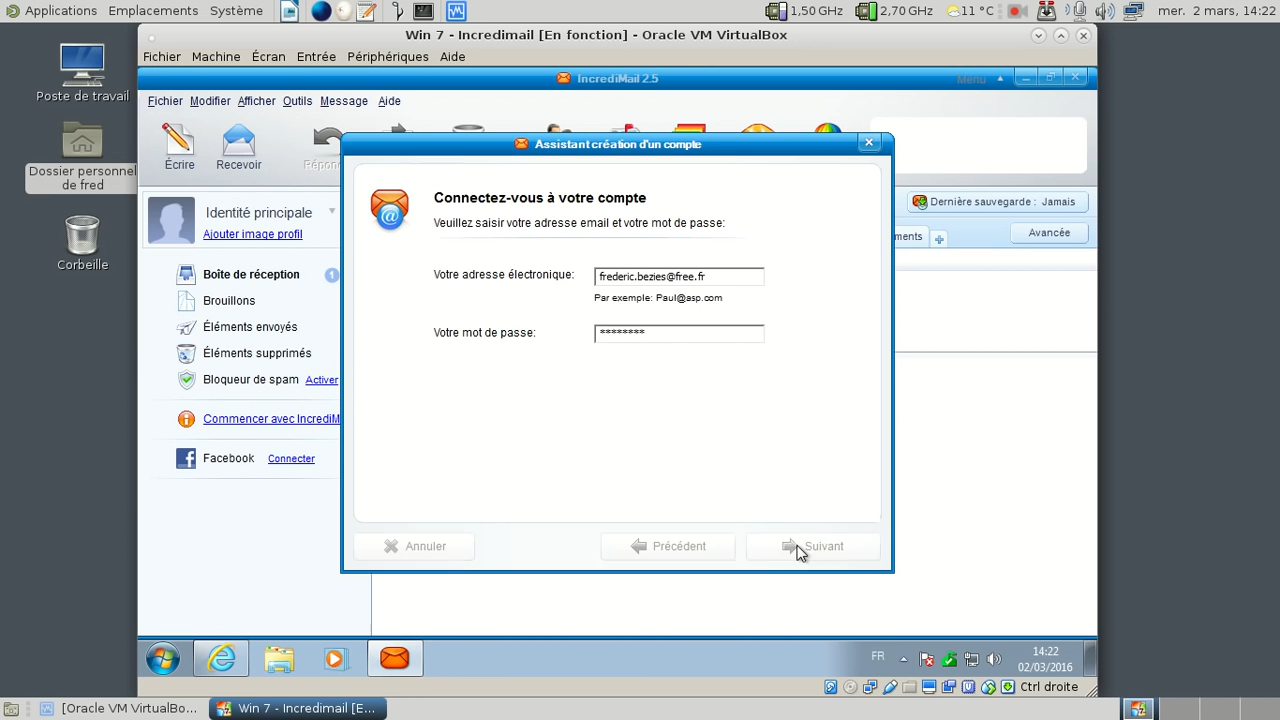 Applications Emplacements Système 1,50 GHz 2,70 GHz 11 °C mer. 2 mars, 14:22
Win 7 - Incredimail [En fonction] - Oracle VM VirtualBox
Fichier Machine Écran Entrée Périphériques Aide
IncrediMail 2.5 Menu
Fichier Modifier Afficher Outils Message Aide
Écrire Recevoir Répond
Assistant création d'un compte
Poste de travail
Dossier personnel
de fred
Corbeille
Identité principale
Ajouter image profil
Dernière sauvegarde : Jamais
ments + Avancée
Boîte de réception 1
Brouillons
Éléments envoyés
Éléments supprimés
Bloqueur de spam Activer
Commencer avec IncrediM
Facebook Connecter
Connectez-vous à votre compte
Veuillez saisir votre adresse email et votre mot de passe:
Votre adresse électronique: frederic.bezies@free.fr
Par exemple: Paul@asp.com
Votre mot de passe: ********
Annuler Précédent Suivant
FR 14:22
02/03/2016
Ctrl droite
[Oracle VM VirtualBo... Win 7 - Incredimail [E...